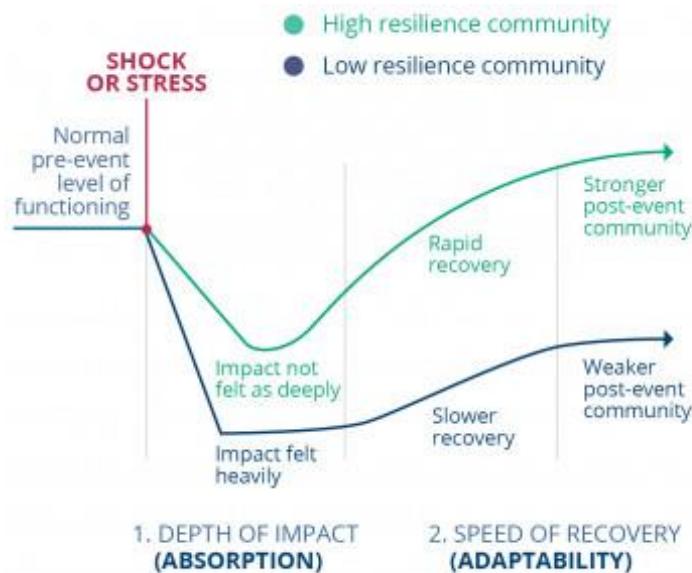 High resilience community
Low resilience community
SHOCK
OR STRESS
Normal
pre-event
level of
functioning
Stronger
post-event
community
Rapid
recovery
Impact not
felt as deeply
Weaker
post-event
community
Slower
recovery
Impact felt
heavily
1. DEPTH OF IMPACT
(ABSORPTION)
2. SPEED OF RECOVERY
(ADAPTABILITY)